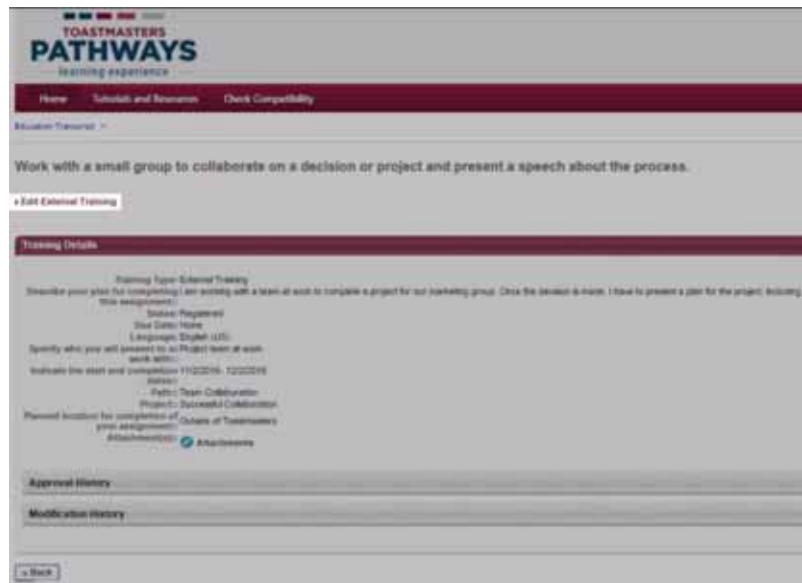 TOASTMASTERS
PATHWAYS
learning experience
Home Tutorials and Resources Check Compatibility
Education Transcript >
Work with a small group to collaborate on a decision or project and present a speech about the process.
» Edit External Training
Training Details
Training Type: External Training
Describe your plan for completing I am working with a team at work to complete a project for our marketing group. Once the decision is made, I have to present a plan for the project, including
this assignment:
Status: Registered
Due Date: None
Language: English (US)
Specify who you will present to or Project team at work
work with:
Indicate the start and completion 11/2/2016- 12/2/2016
dates:
Path: Team Collaboration
Project: Successful Collaboration
Planned location for completion of Outside of Toastmasters
your assignment:
Attachment(s): Attachments
Approval History
Modification History
« Back